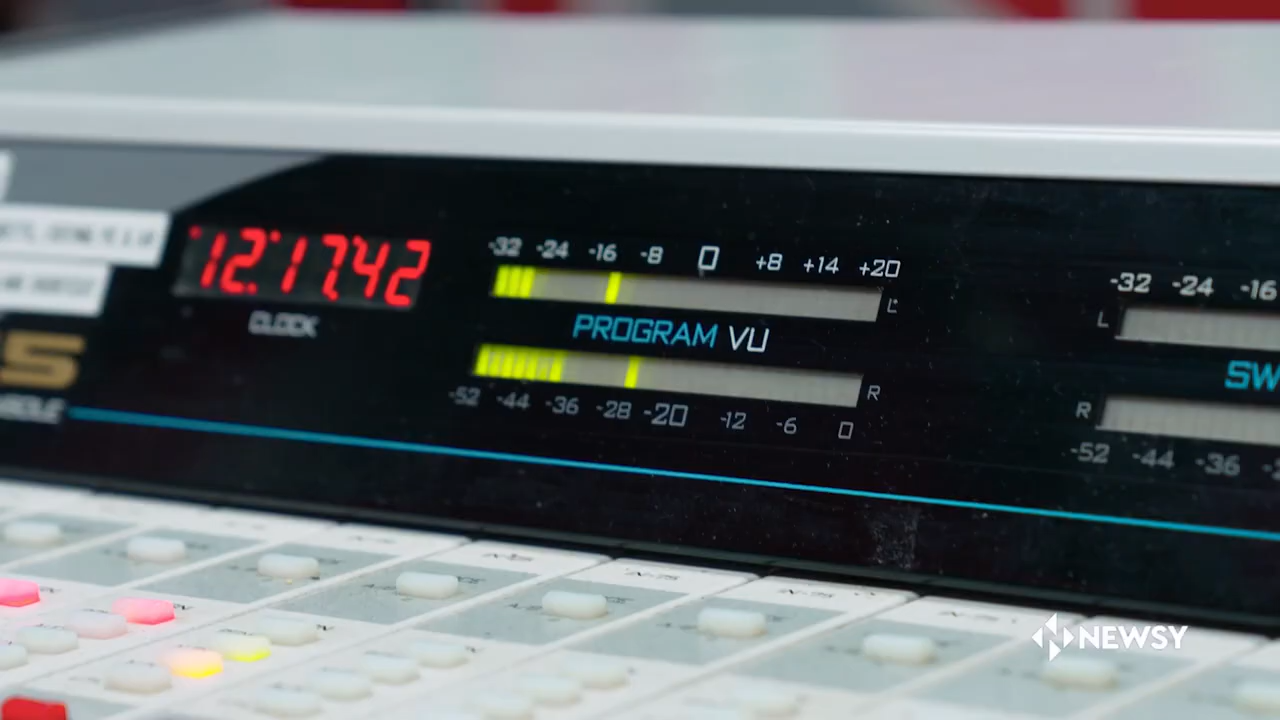 12:17:42
CLOCK
-32 -24 -16 -8 0 +8 +14 +20
L
PROGRAM VU
R
-52 -44 -36 -28 -20 -12 -6 0
-32 -24 -16
L
SW
R
-52 -44 -36
5
NEWSY